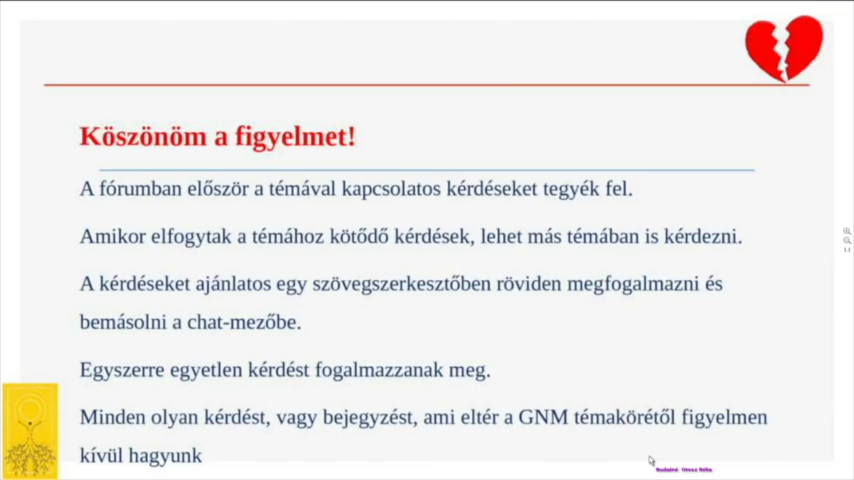 Köszönöm a figyelmet!
A fórumban először a témával kapcsolatos kérdéseket tegyék fel.
Amikor elfogytak a témához kötődő kérdések, lehet más témában is kérdezni.
A kérdéseket ajánlatos egy szövegszerkesztőben röviden megfogalmazni és
bemásolni a chat-mezőbe.
Egyszerre egyetlen kérdést fogalmazzanak meg.
Minden olyan kérdést, vagy bejegyzést, ami eltér a GNM témakörétől figyelmen
kívül hagyunk